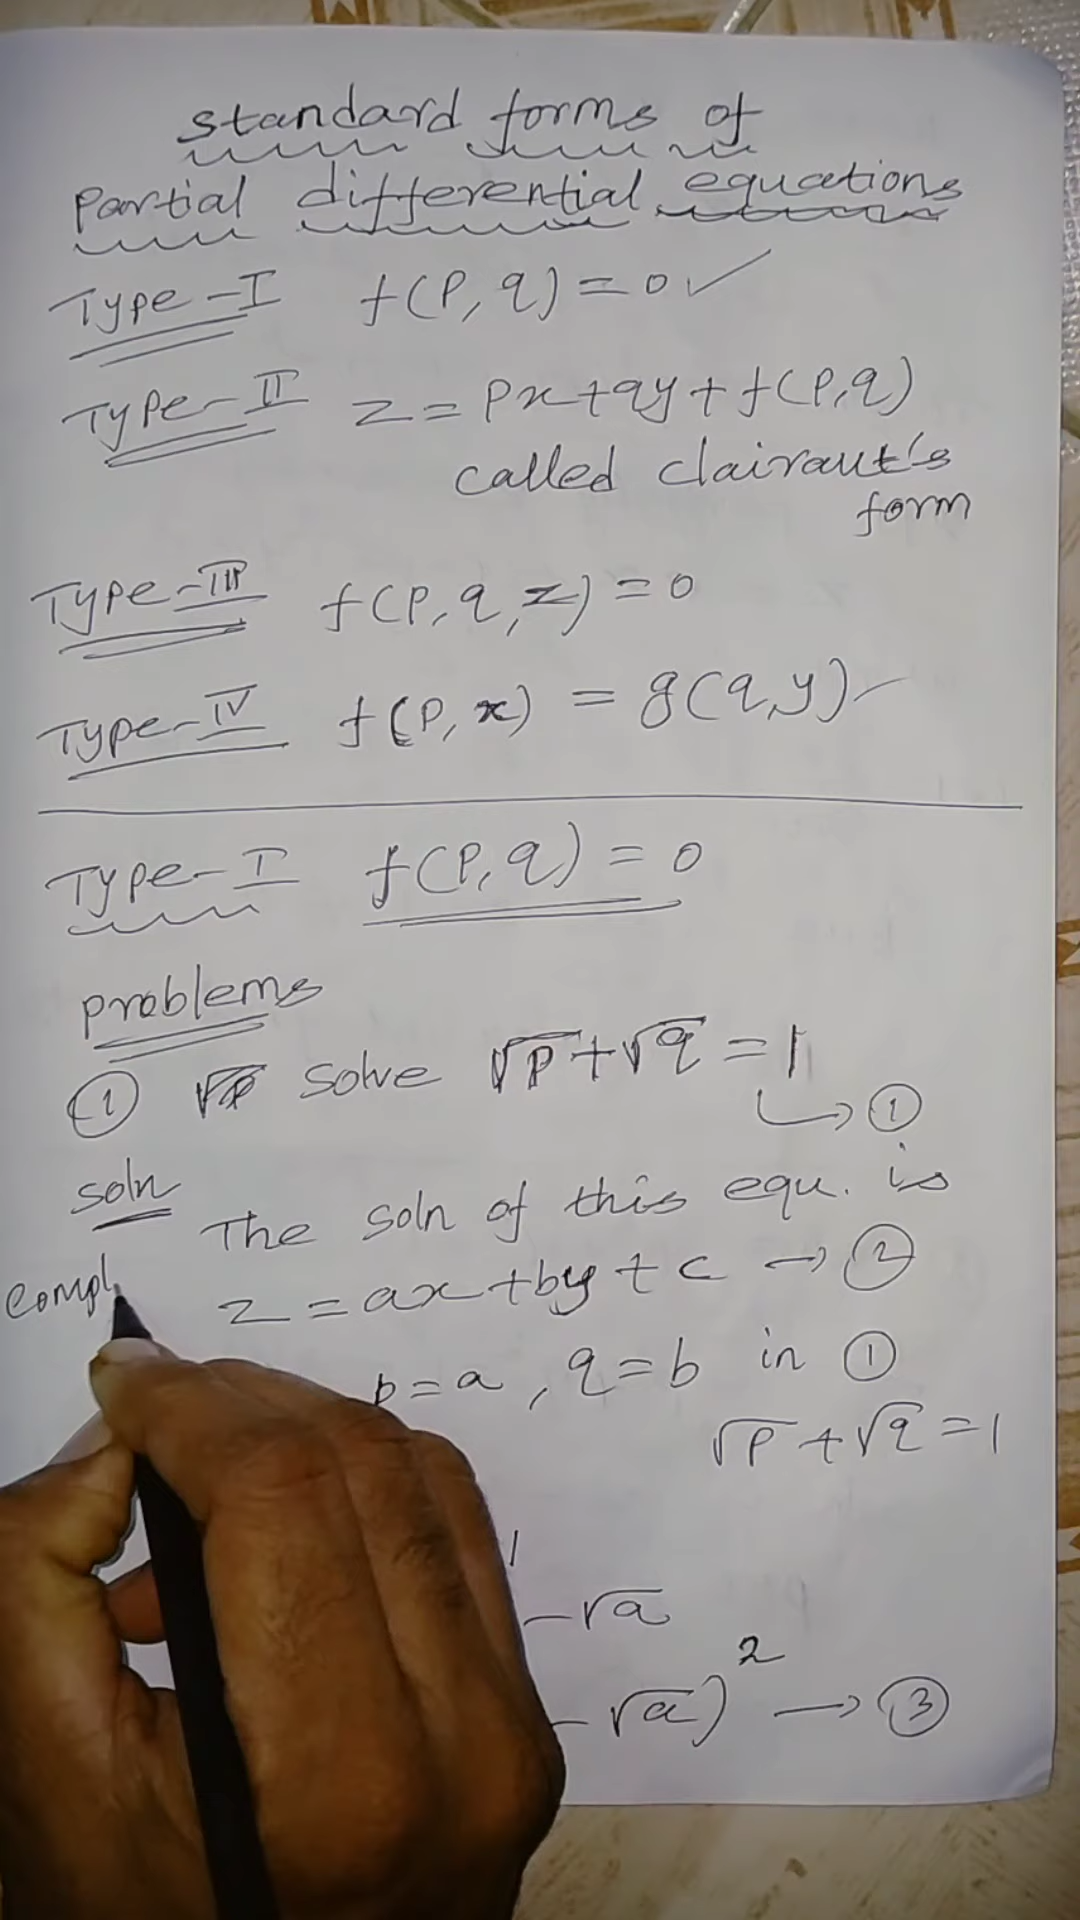 standard forms of
Partial differential equations
Type-I f(P, q) = 0 ✓
Type-II z = Px + qy + f(P, q)
called clairaut's
form
Type-III f(P, q, z) = 0
Type-IV f(P, x) = g(q, y)
Type-I f(P, q) = 0
problems
① solve √P + √q = 1
→ ①
soln
The soln of this equ. is
Compl z = ax + by + c → ②
p = a, q = b in ①
√P + √q = 1
1
- √a
- √a)² → ③